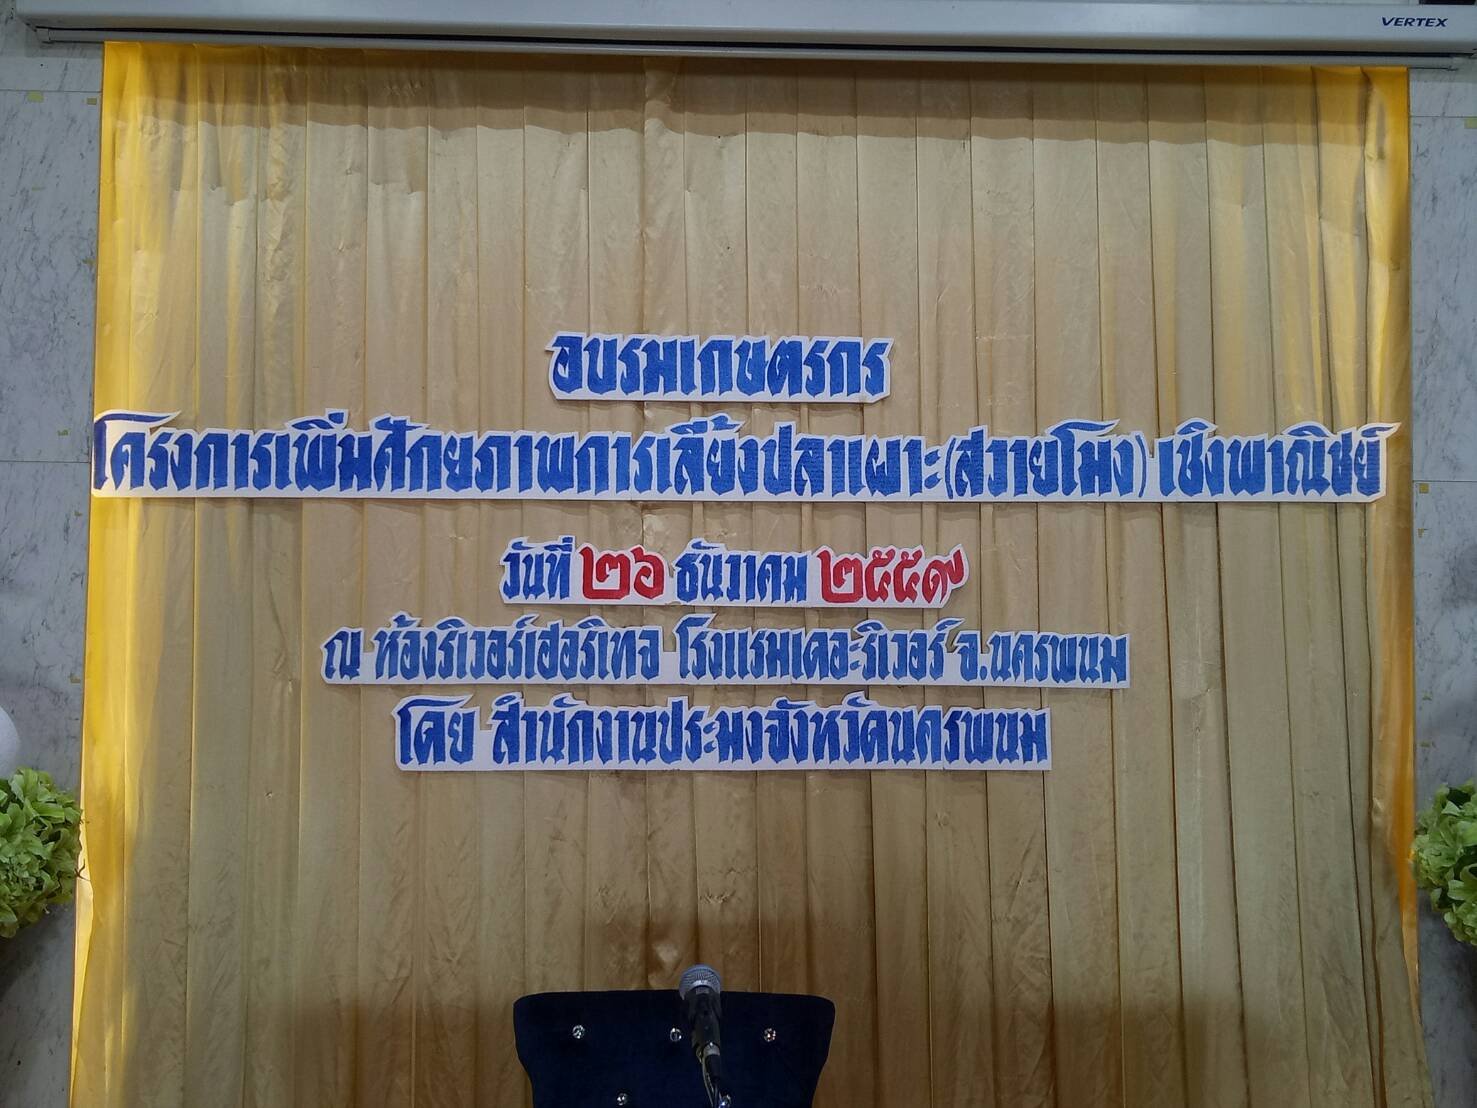 VERTEX
อบรมเกษตรกร
โครงการเพิ่มศักยภาพการเลี้ยงปลาเผาะ(สวายโมง) เชิงพาณิชย์
วันที่ ๒๖ ธันวาคม ๒๕๕๙
ณ ห้องริเวอร์เฮอริเทจ โรงแรมเดอะริเวอร์ จ.นครพนม
โดย สำนักงานประมงจังหวัดนครพนม